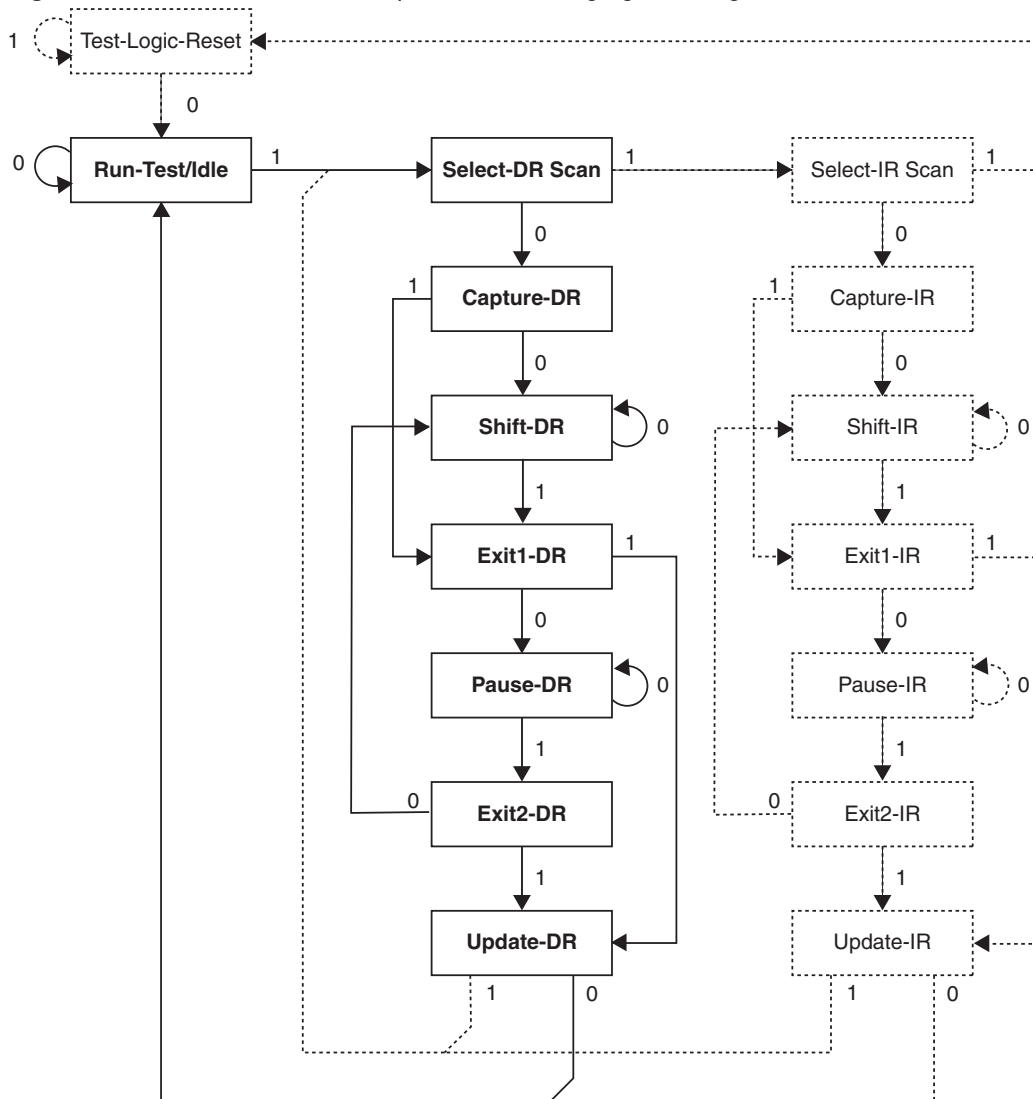 1
Test-Logic-Reset
0
0
Run-Test/Idle
1
Select-DR Scan
1
Select-IR Scan
1
0
0
1
Capture-DR
1
Capture-IR
0
0
Shift-DR
0
Shift-IR
0
1
1
Exit1-DR
1
Exit1-IR
1
0
0
Pause-DR
0
Pause-IR
0
1
1
0
Exit2-DR
0
Exit2-IR
1
1
Update-DR
Update-IR
1
0
1
0